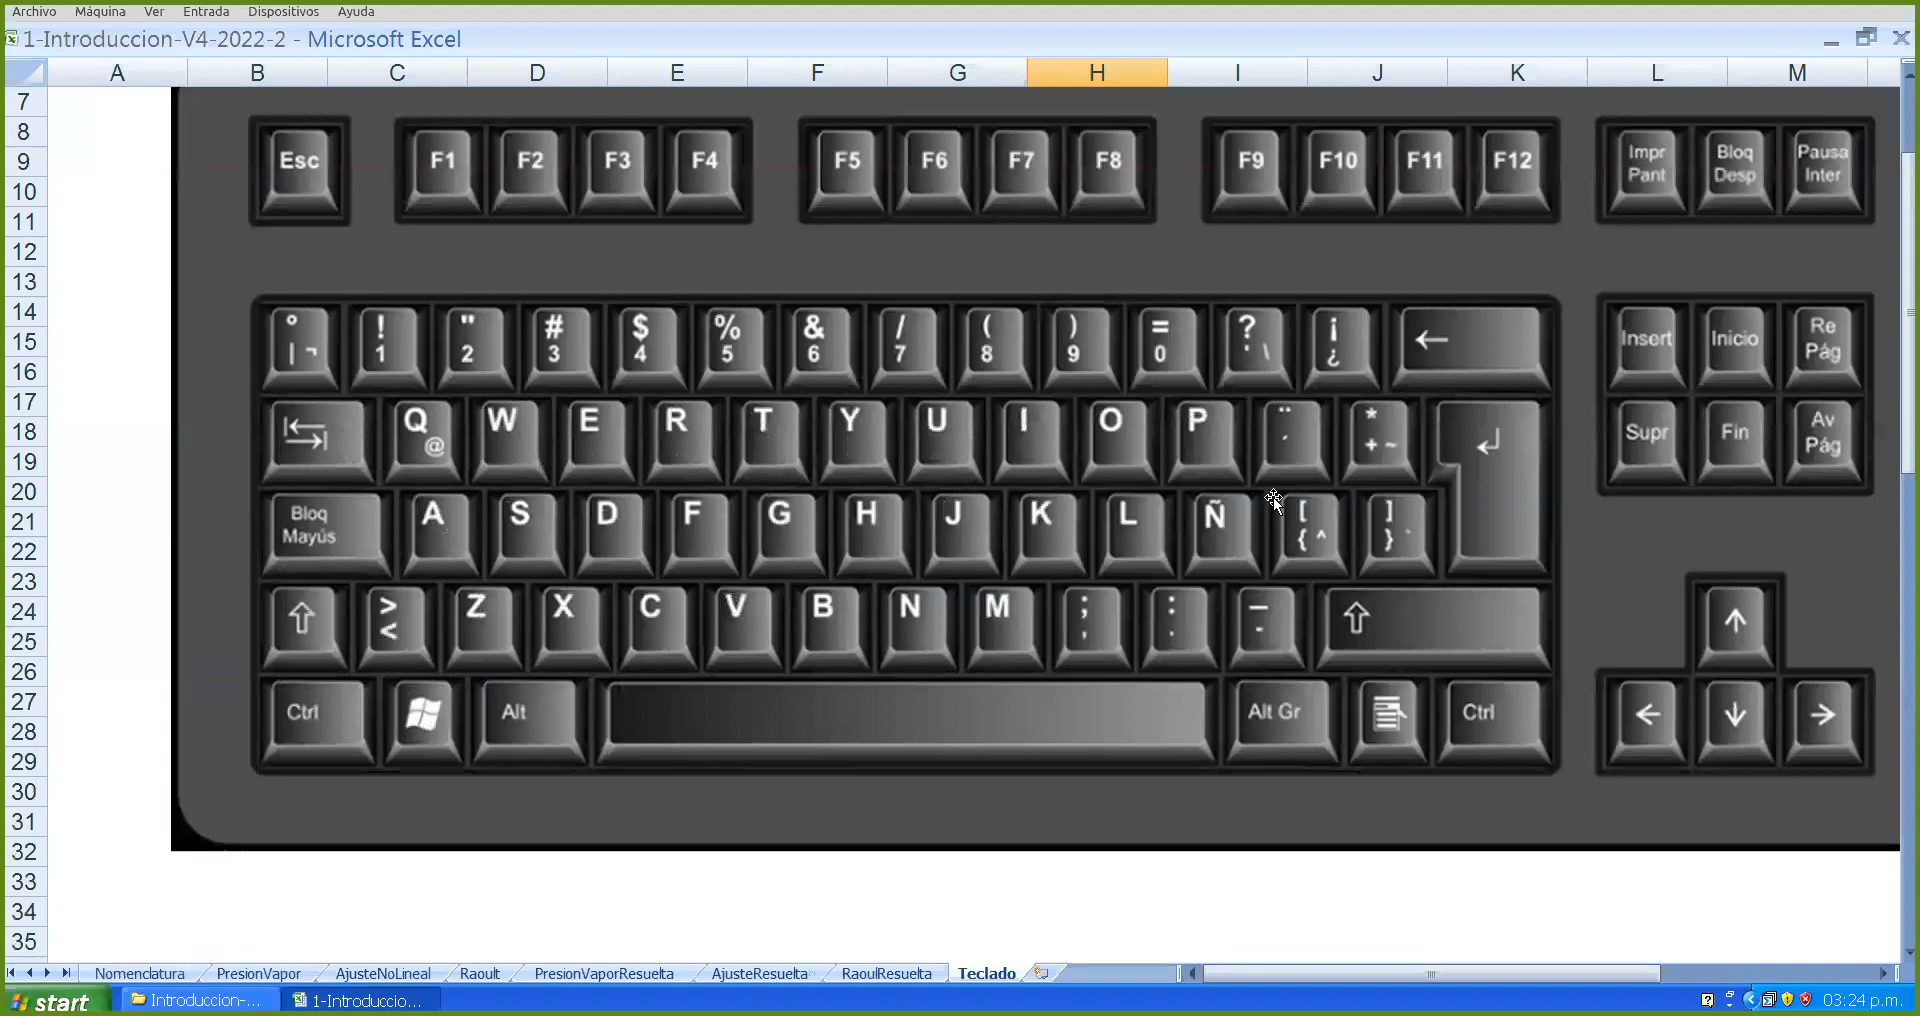 Archivo Máquina Ver Entrada Dispositivos Ayuda
1-Introduccion-V4-2022-2 - Microsoft Excel
A B C D E F G H I J K L M
7
8
9
10
11
12
13
14
15
16
17
18
19
20
21
22
23
24
25
26
27
28
29
30
31
32
33
34
35
Esc F1 F2 F3 F4 F5 F6 F7 F8 F9 F10 F11 F12 Impr Pant Bloq Desp Pausa Inter
° ! " # $ % & / ( ) = ? ¡
| ¬ 1 2 3 4 5 6 7 8 9 0 ' \ ¿ ← Insert Inicio Re Pág
Q W E R T Y U I O P ¨ *
@ ´ + ~ Supr Fin Av Pág
Bloq Mayús A S D F G H J K L Ñ [ ]
{ ^ } `
> Z X C V B N M ; : _
< , . -
Ctrl Alt Alt Gr Ctrl
Nomenclatura PresionVapor AjusteNoLineal Raoult PresionVaporResuelta AjusteResuelta RaoulResuelta Teclado
start Introduccion-... 1-Introduccio... 03:24 p.m.